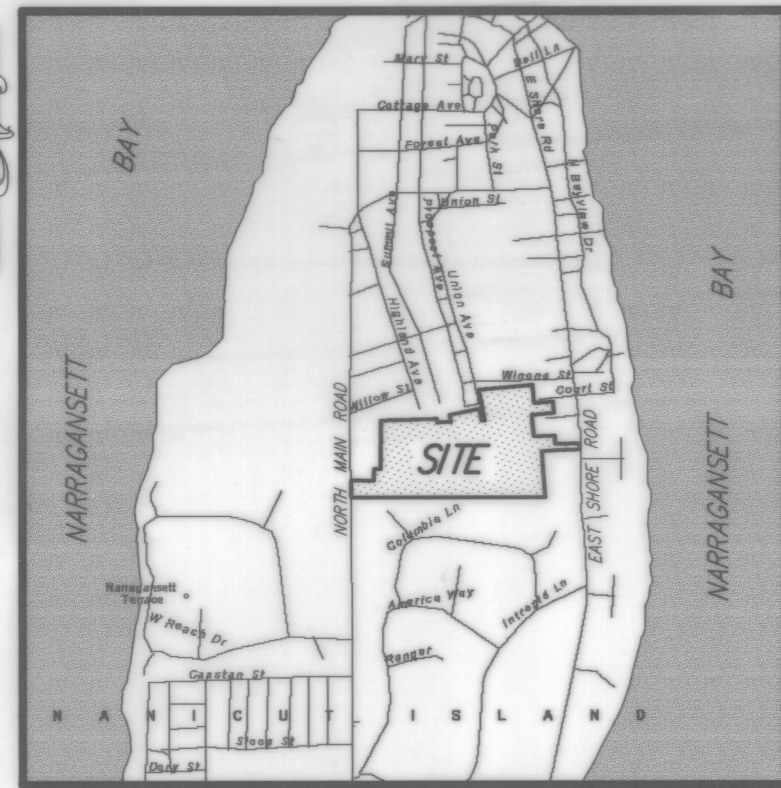 Mary St
Bell Ln
Cottage Ave
E Shore Rd
BAY
Forest Ave
Park St
N Bayview Dr
Union St
Summit Ave
Prospect Ave
BAY
Union Ave
Highland Ave
Winona St
Court St
Willow St
NARRAGANSETT
NORTH MAIN ROAD
SITE
EAST SHORE ROAD
NARRAGANSETT
Columbia Ln
Narragansett
Terrace
America Way
Intrepid Ln
W Reach Dr
Ranger
Capstan St
N A N I C U T I S L A N D
Sloop St
Dory St